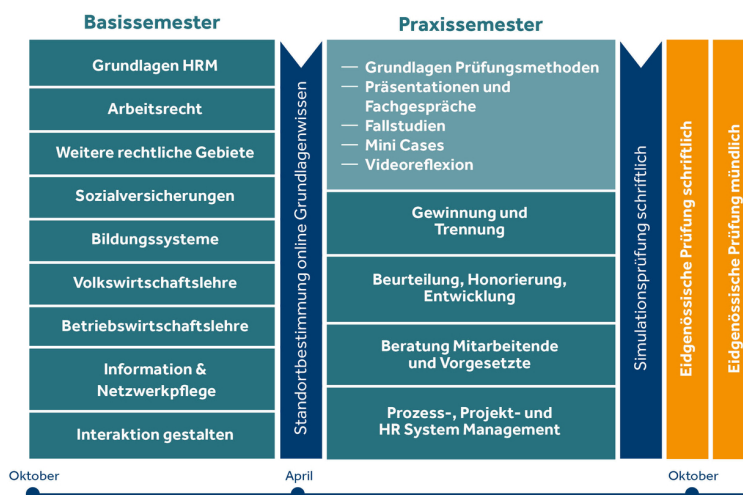 Basissemester
Grundlagen HRM
Arbeitsrecht
Weitere rechtliche Gebiete
Sozialversicherungen
Bildungssysteme
Volkswirtschaftslehre
Betriebswirtschaftslehre
Information &
Netzwerkpflege
Interaktion gestalten
Standortbestimmung online Grundlagenwissen
Praxissemester
— Grundlagen Prüfungsmethoden
— Präsentationen und
Fachgespräche
— Fallstudien
— Mini Cases
— Videoreflexion
Gewinnung und
Trennung
Beurteilung, Honorierung,
Entwicklung
Beratung Mitarbeitende
und Vorgesetzte
Prozess-, Projekt- und
HR System Management
Simulationsprüfung schriftlich
Eidgenössische Prüfung schriftlich
Eidgenössische Prüfung mündlich
Oktober
April
Oktober